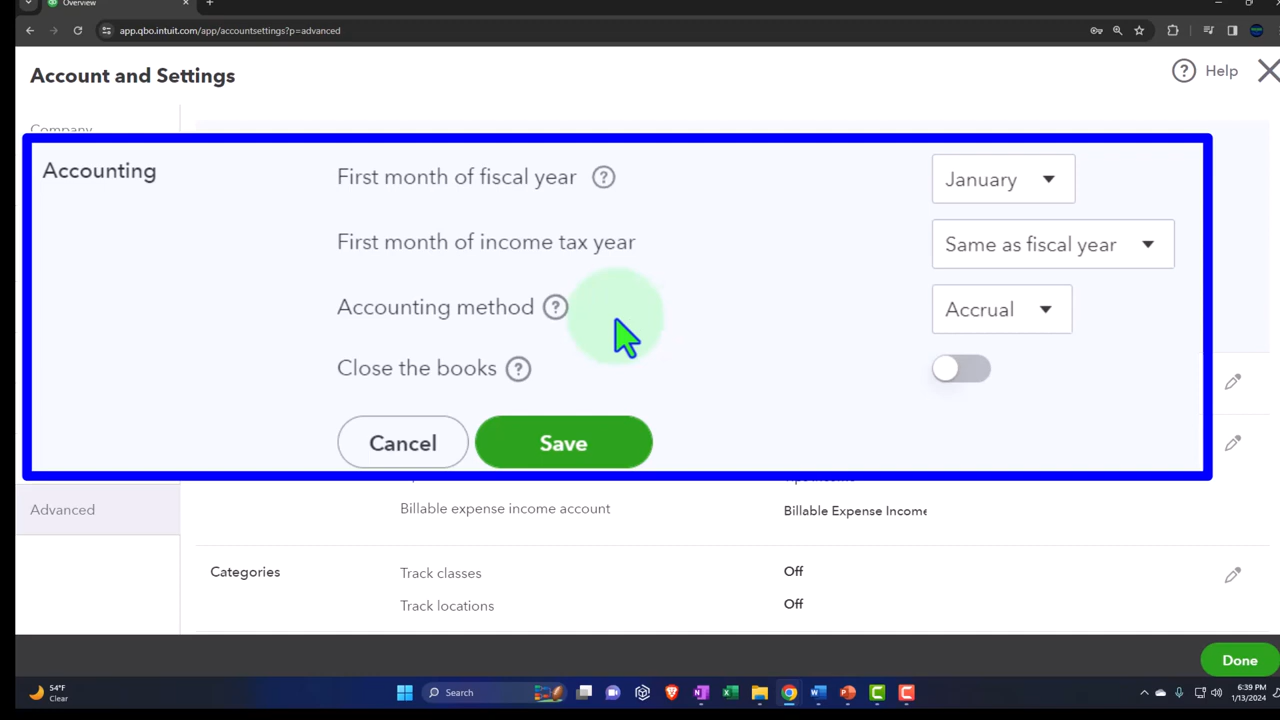 Overview
app.qbo.intuit.com/app/accountsettings?p=advanced
Account and Settings
Help
Company
Accounting
First month of fiscal year
January
First month of income tax year
Same as fiscal year
Accounting method
Accrual
Close the books
Cancel
Save
Advanced
Billable expense income account
Billable Expense Income
Categories
Track classes
Off
Track locations
Off
Done
54°F
Clear
Search
6:39 PM
1/13/2024